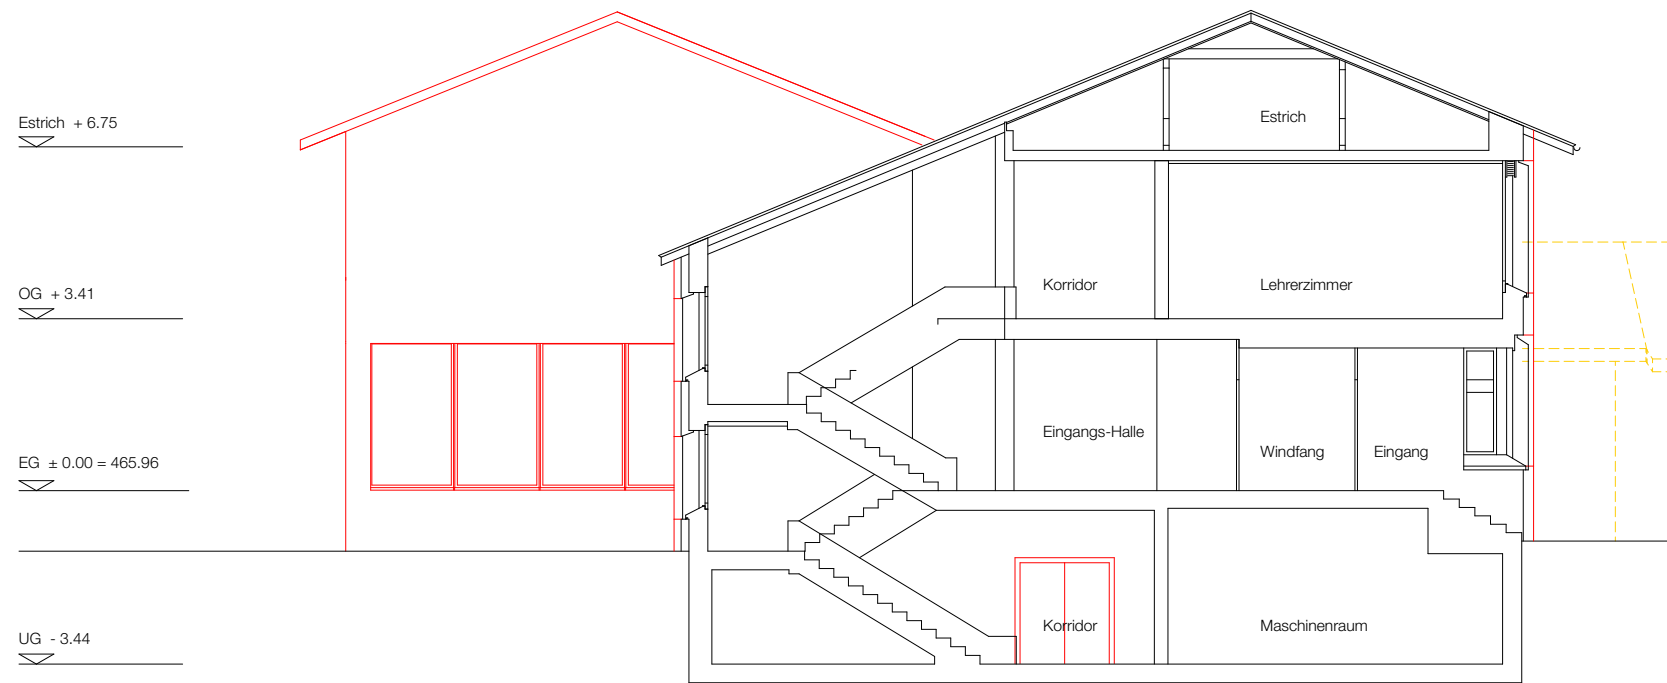 Estrich + 6.75
Estrich
OG + 3.41
Korridor
Lehrerzimmer
EG ± 0.00 = 465.96
Eingangs-Halle
Windfang
Eingang
UG - 3.44
Korridor
Maschinenraum